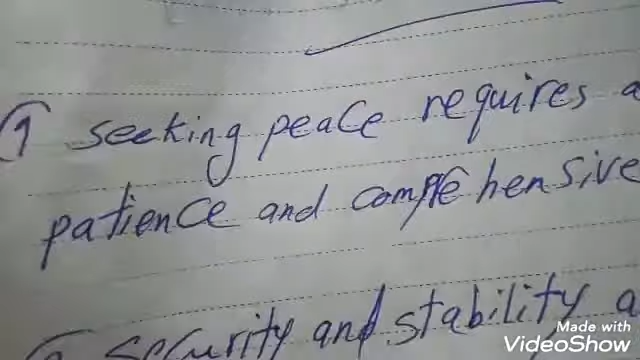 1) seeking peace requires a
patience and comprehensive
security and stability a
Made with
VideoShow